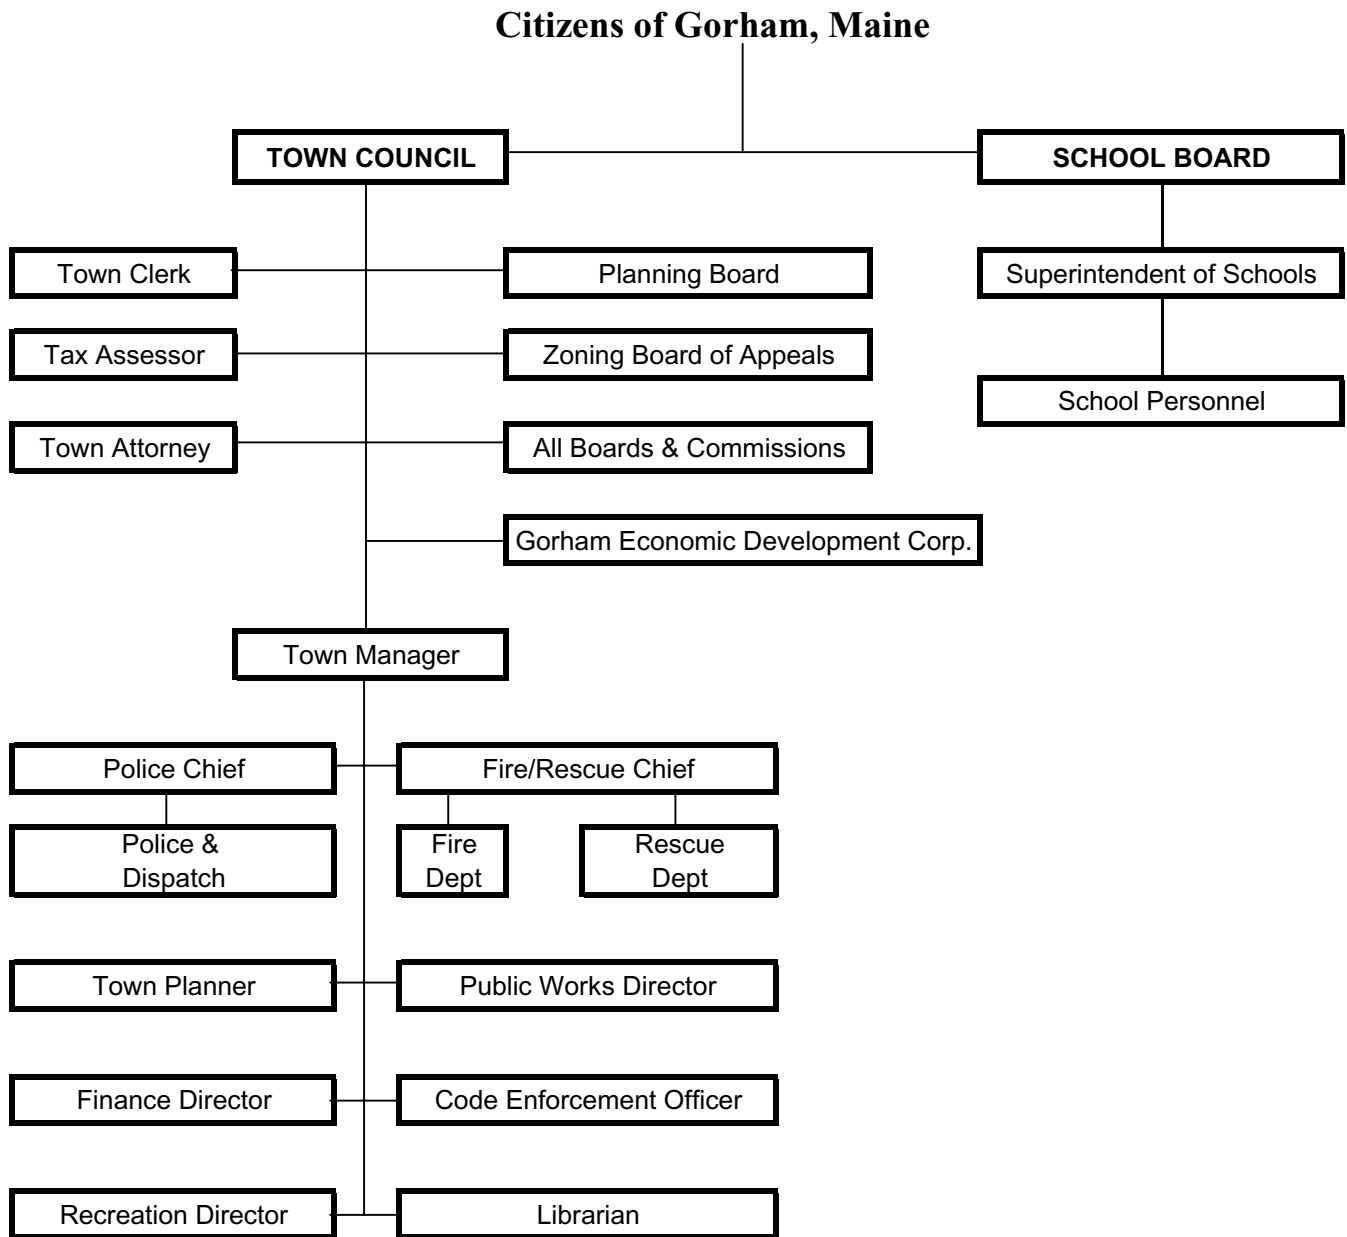 Citizens of Gorham, Maine
TOWN COUNCIL
SCHOOL BOARD
Town Clerk
Planning Board
Superintendent of Schools
Tax Assessor
Zoning Board of Appeals
School Personnel
Town Attorney
All Boards & Commissions
Gorham Economic Development Corp.
Town Manager
Police Chief
Fire/Rescue Chief
Police &
Dispatch
Fire
Dept
Rescue
Dept
Town Planner
Public Works Director
Finance Director
Code Enforcement Officer
Recreation Director
Librarian